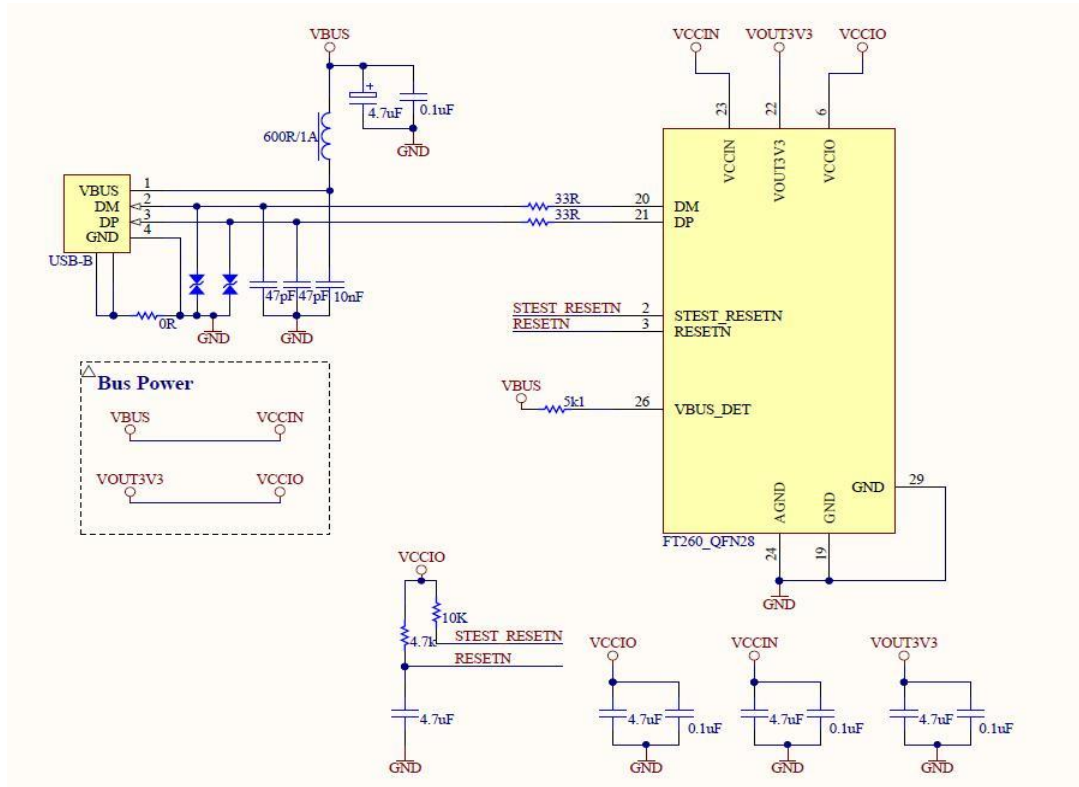 VBUS
VCCIN VOUT3V3 VCCIO
+
4.7uF 0.1uF
GND
600R/1A
23 22 6
VCCIN VOUT3V3 VCCIO
VBUS 1
DM 2 33R 20 DM
DP 3 33R 21 DP
GND 4
USB-B
47pF 47pF 10nF
0R
GND GND
STEST_RESETN 2 STEST_RESETN
RESETN 3 RESETN
Bus Power
VBUS VCCIN
VOUT3V3 VCCIO
VBUS
5k1 26 VBUS_DET
GND 29
AGND GND
FT260_QFN28
24 19
GND
VCCIO
10K
4.7k
STEST_RESETN
RESETN
4.7uF
GND
VCCIO VCCIN VOUT3V3
4.7uF 0.1uF 4.7uF 0.1uF 4.7uF 0.1uF
GND GND GND